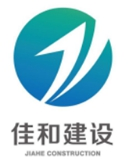 佳和建设
JIAHE CONSTRUCTION